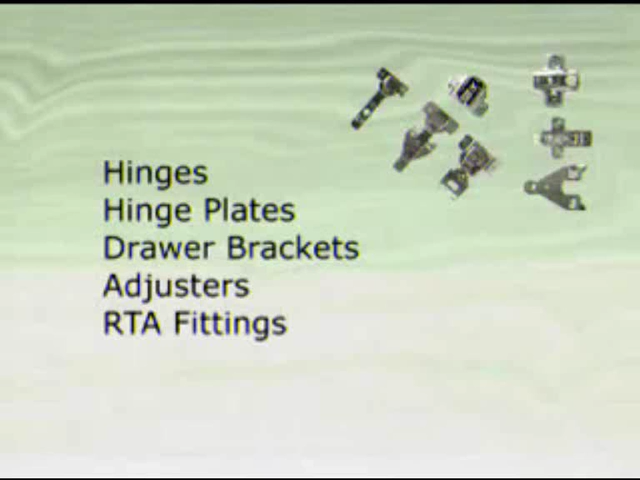 Hinges
Hinge Plates
Drawer Brackets
Adjusters
RTA Fittings